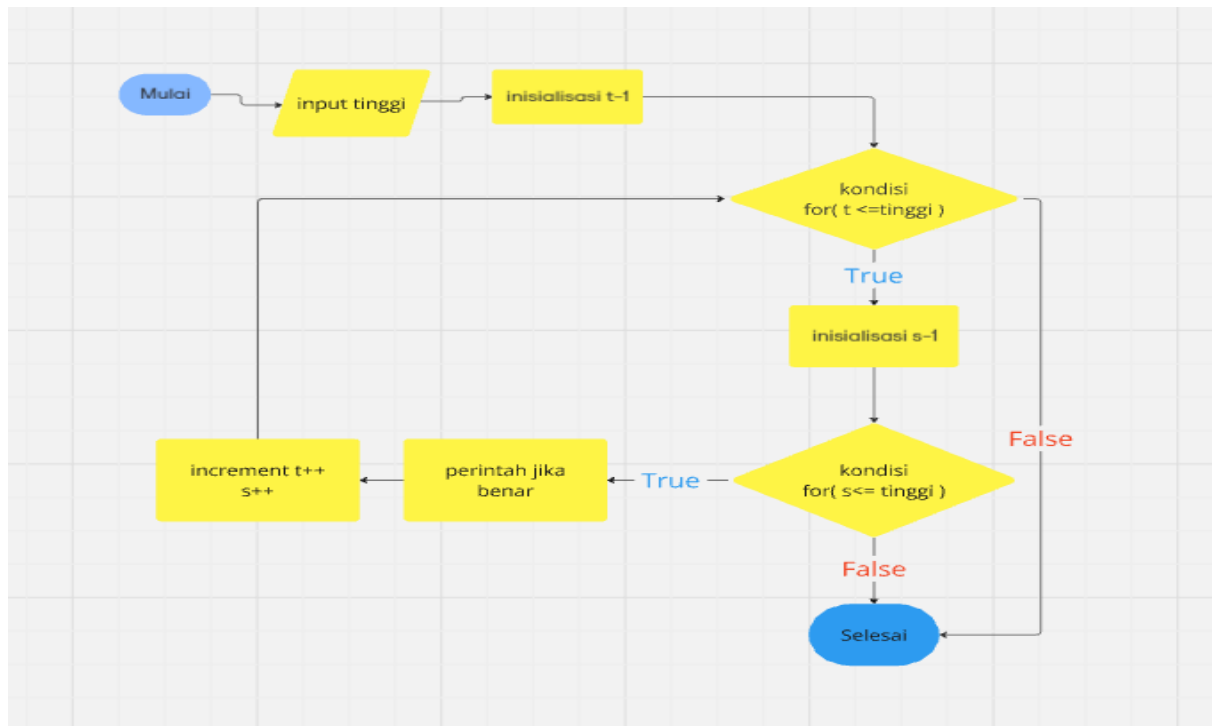 Mulai
input tinggi
inisialisasi t-1
kondisi
for( t <=tinggi )
True
inisialisasi s-1
kondisi
for( s<= tinggi )
False
True
perintah jika
benar
increment t++
s++
False
Selesai